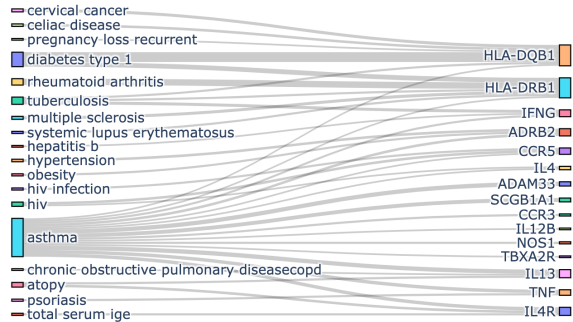 cervical cancer
celiac disease
pregnancy loss recurrent
diabetes type 1
rheumatoid arthritis
tuberculosis
multiple sclerosis
systemic lupus erythematosus
hepatitis b
hypertension
obesity
hiv infection
hiv
asthma
chronic obstructive pulmonary diseasecopd
atopy
psoriasis
total serum ige
HLA-DQB1
HLA-DRB1
IFNG
ADRB2
CCR5
IL4
ADAM33
SCGB1A1
CCR3
IL12B
NOS1
TBXA2R
IL13
TNF
IL4R